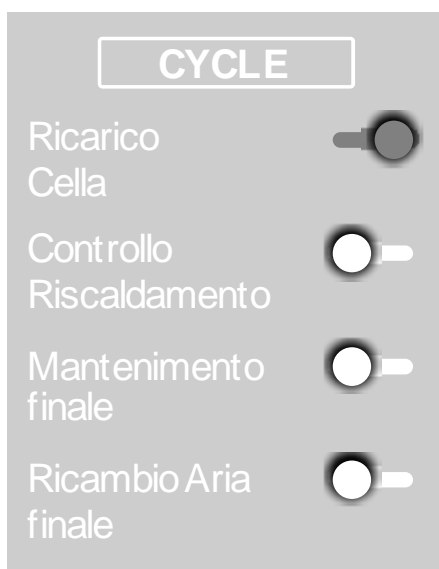 CYCLE
Ricarico
Cella
Controllo
Riscaldamento
Mantenimento
finale
Ricambio Aria
finale